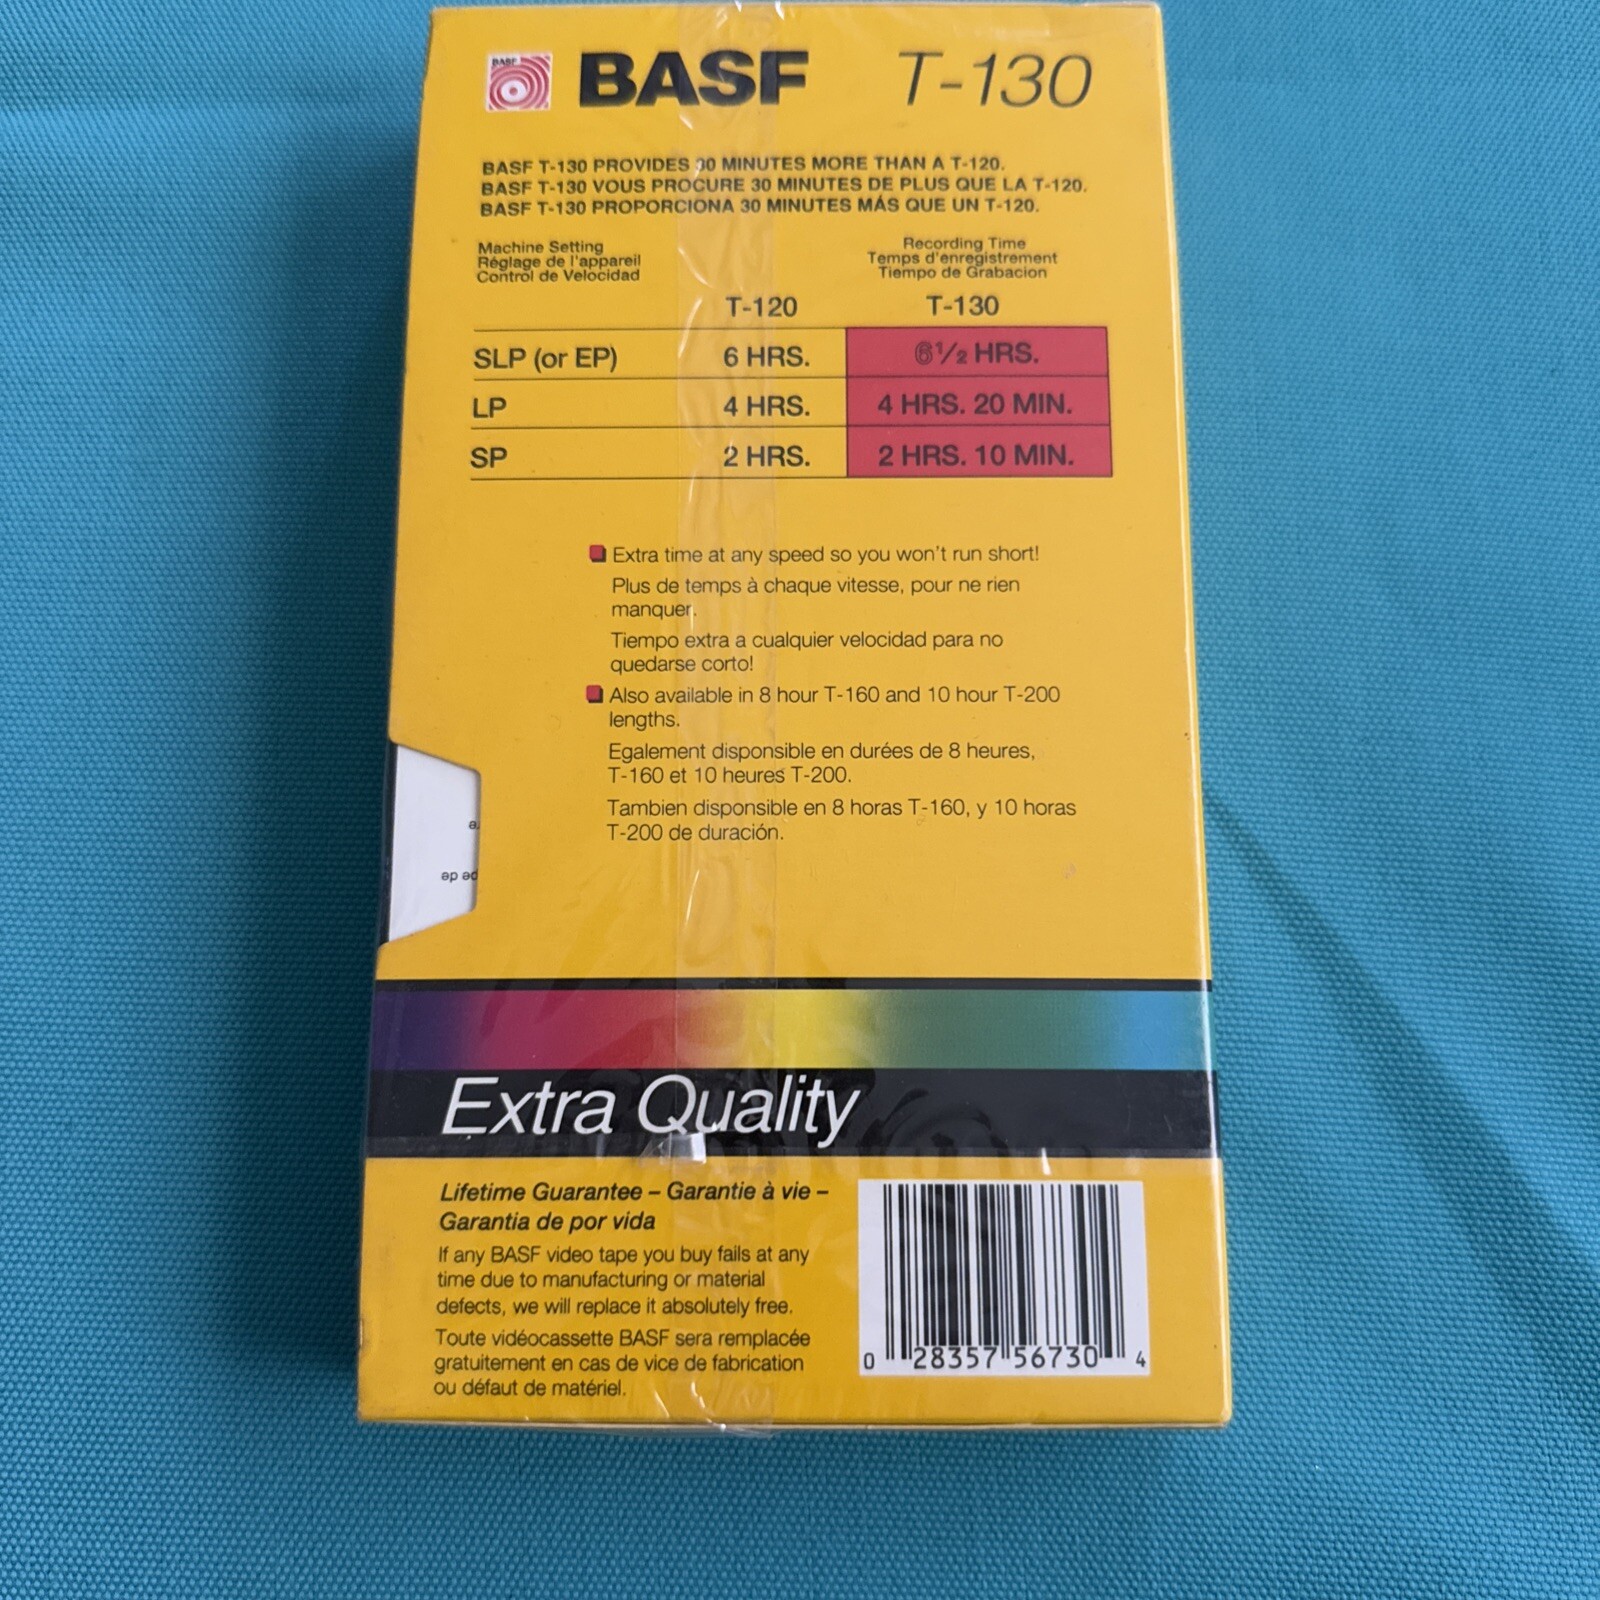 BASF
BASF T-130
BASF T-130 PROVIDES 30 MINUTES MORE THAN A T-120.
BASF T-130 VOUS PROCURE 30 MINUTES DE PLUS QUE LA T-120.
BASF T-130 PROPORCIONA 30 MINUTES MÁS QUE UN T-120.
Machine Setting
Réglage de l'appareil
Control de Velocidad
Recording Time
Temps d'enregistrement
Tiempo de Grabacion
T-120 T-130
SLP (or EP) 6 HRS. 6½ HRS.
LP 4 HRS. 4 HRS. 20 MIN.
SP 2 HRS. 2 HRS. 10 MIN.
Extra time at any speed so you won't run short!
Plus de temps à chaque vitesse, pour ne rien
manquer.
Tiempo extra a cualquier velocidad para no
quedarse corto!
Also available in 8 hour T-160 and 10 hour T-200
lengths.
Egalement disponible en durées de 8 heures,
T-160 et 10 heures T-200.
Tambien disponible en 8 horas T-160, y 10 horas
T-200 de duración.
Extra Quality
Lifetime Guarantee – Garantie à vie –
Garantia de por vida
If any BASF video tape you buy fails at any
time due to manufacturing or material
defects, we will replace it absolutely free.
Toute vidéocassette BASF sera remplacée
gratuitement en cas de vice de fabrication
ou défaut de matériel.
0 28357 56730 4